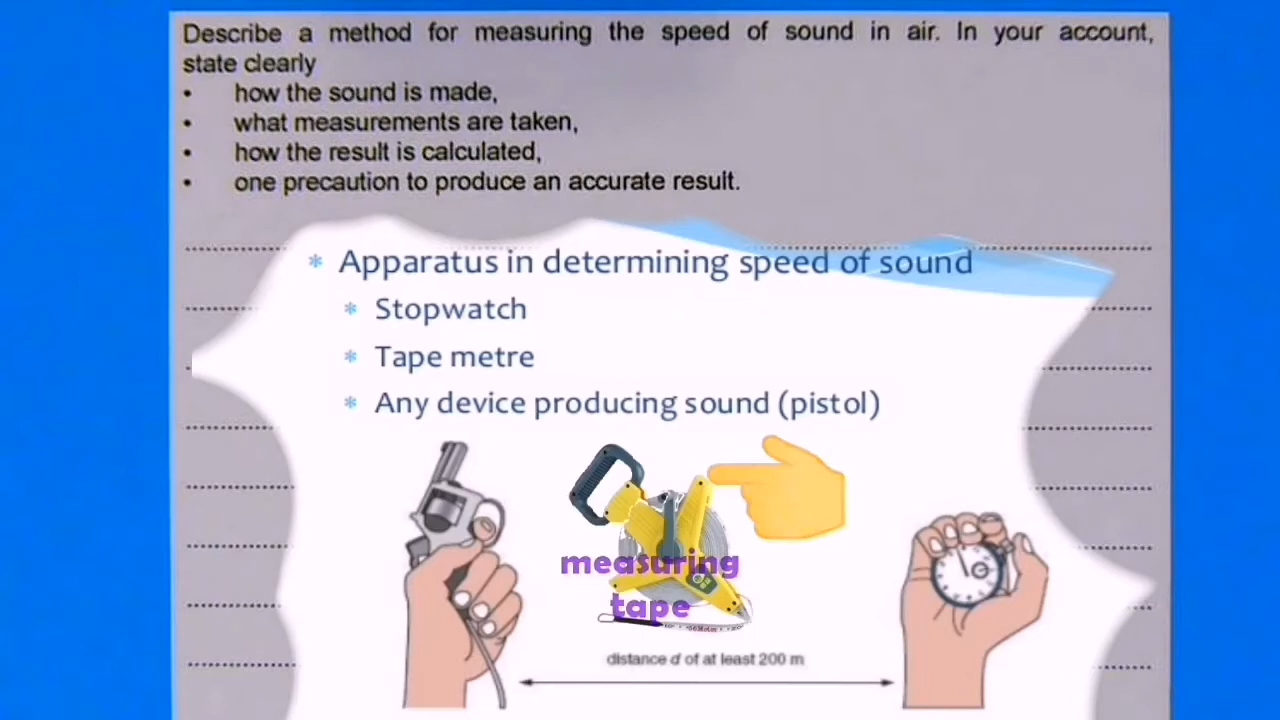 Describe a method for measuring the speed of sound in air. In your account,
state clearly
• how the sound is made,
• what measurements are taken,
• how the result is calculated,
• one precaution to produce an accurate result.
* Apparatus in determining speed of sound
* Stopwatch
* Tape metre
* Any device producing sound (pistol)
measuring
tape
distance d of at least 200 m